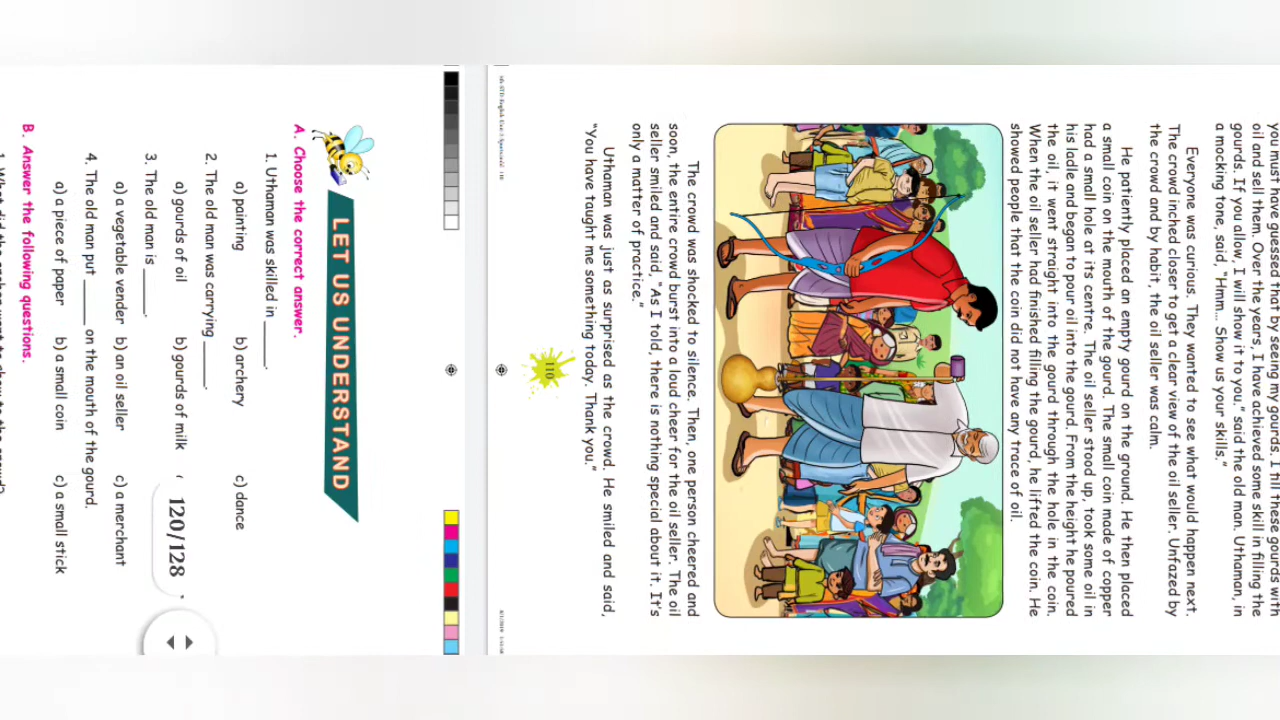 you must have guessed that by seeing my gourds. I fill these gourds with
oil and sell them. Over the years, I have achieved some skill in filling the
gourds. If you allow, I will show it to you." said the old man. Uthaman, in
a mocking tone, said, "Hmm... Show us your skills."
Everyone was curious. They wanted to see what would happen next.
The crowd inched closer to get a clear view of the oil seller. Unfazed by
the crowd and by habit, the oil seller was calm.
He patiently placed an empty gourd on the ground. He then placed
a small coin on the mouth of the gourd. The small coin made of copper
had a small hole at its centre. The oil seller stood up, took some oil in
his ladle and began to pour oil into the gourd. From the height he poured
the oil, it went straight into the gourd through the hole in the coin.
When the oil seller had finished filling the gourd, he lifted the coin. He
showed people that the coin did not have any trace of oil.
The crowd was shocked to silence. Then, one person cheered and
soon, the entire crowd burst into a loud cheer for the oil seller. The oil
seller smiled and said, "As I told, there is nothing special about it. It's
only a matter of practice."
Uthaman was just as surprised as the crowd. He smiled and said,
"You have taught me something today. Thank you."
110
LET US UNDERSTAND
A. Choose the correct answer.
1. Uthaman was skilled in ______.
a) painting b) archery c) dance
2. The old man was carrying ______.
a) gourds of oil b) gourds of milk
3. The old man is ______.
a) a vegetable vender b) an oil seller c) a merchant
4. The old man put ______ on the mouth of the gourd.
a) a piece of paper b) a small coin c) a small stick
B. Answer the following questions.
120/128